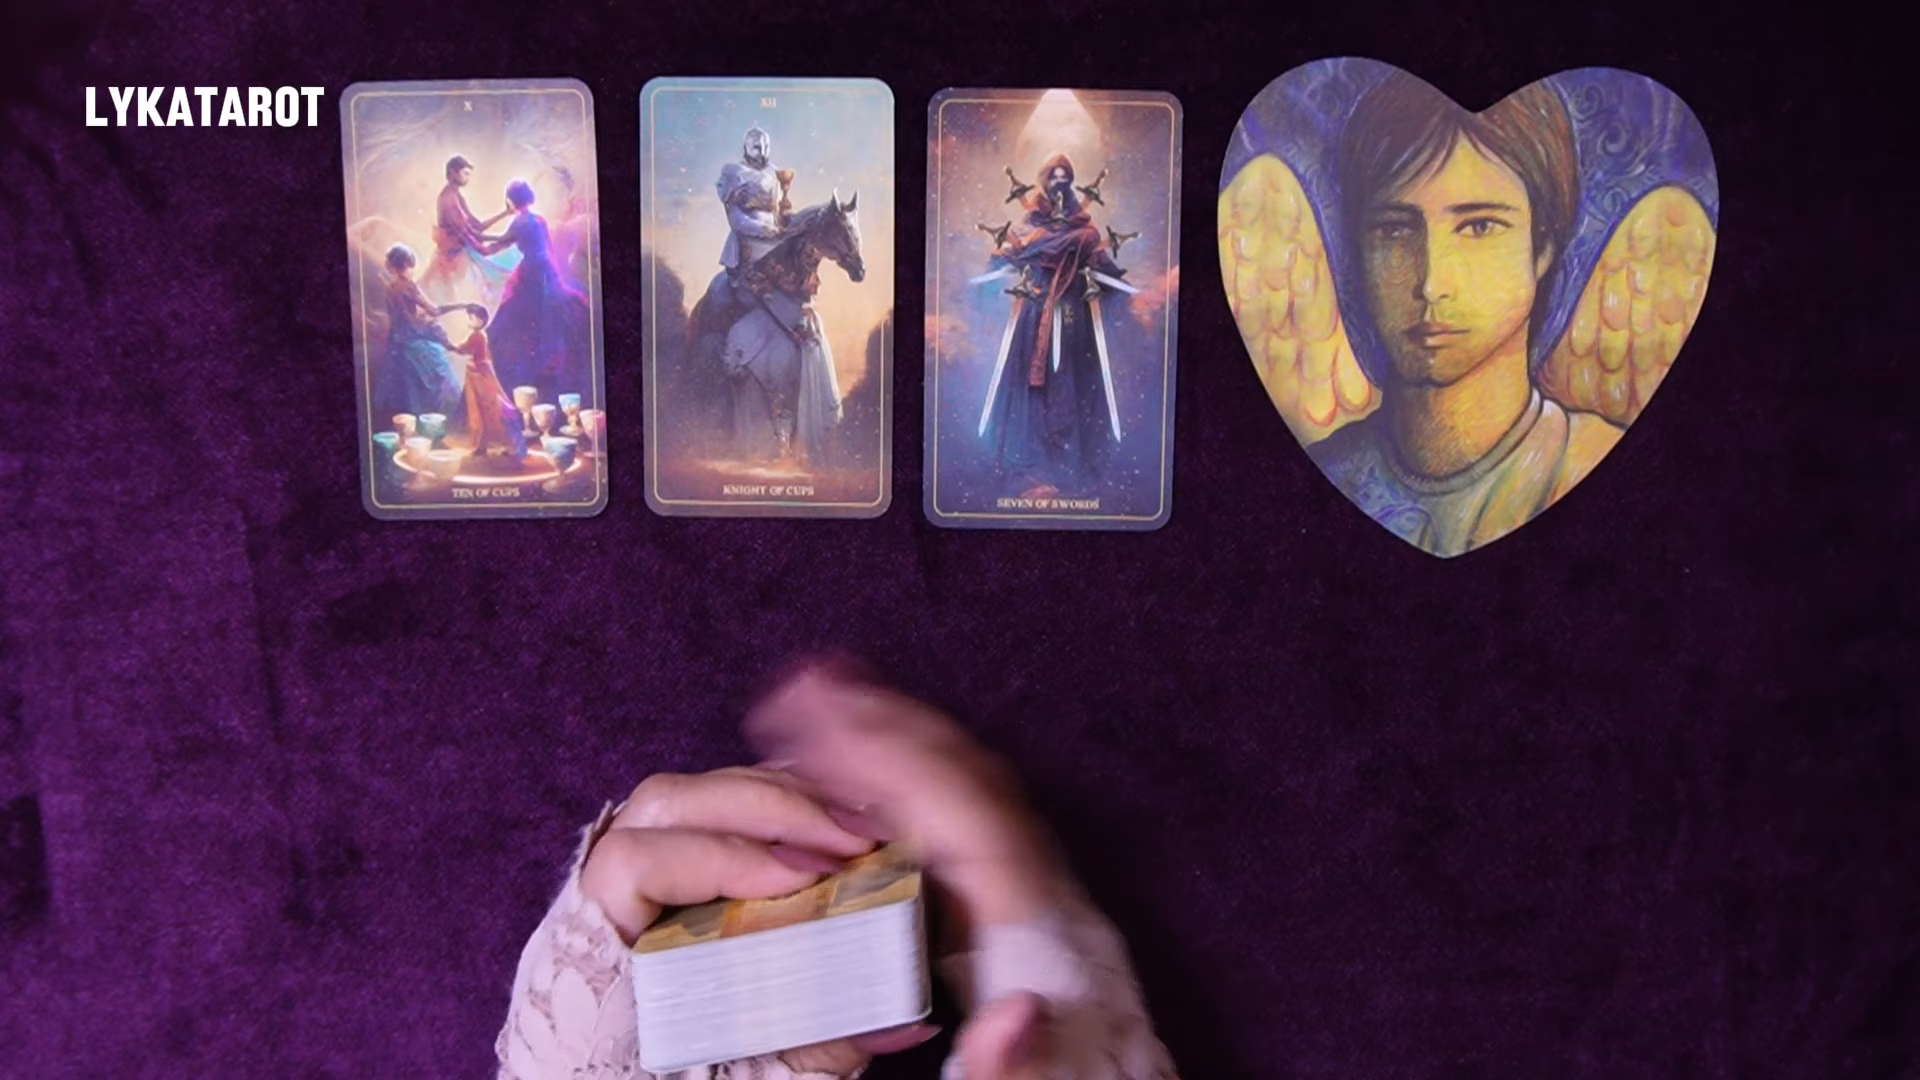 LYKATAROT
X
TEN OF CUPS
XII
KNIGHT OF CUPS
SEVEN OF SWORDS